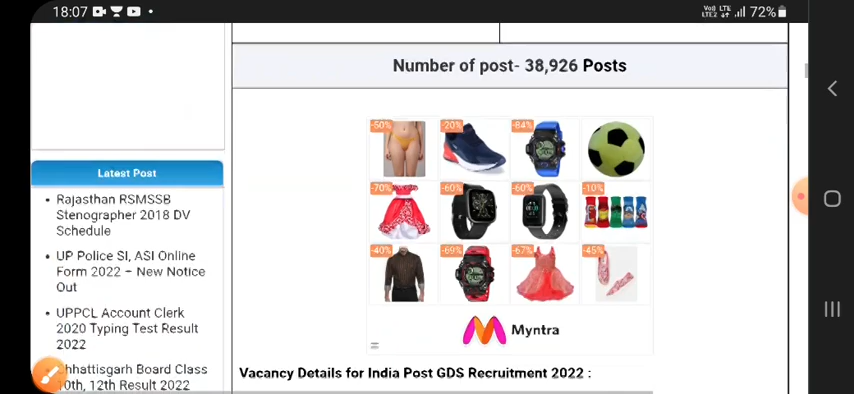 18:07
Vo)) LTE
LTE2
72%
Number of post- 38,926 Posts
-50%
-20%
-84%
-70%
-60%
-60%
-10%
-40%
-69%
-67%
-45%
Myntra
Latest Post
Rajasthan RSMSSB
Stenographer 2018 DV
Schedule
UP Police SI, ASI Online
Form 2022 – New Notice
Out
UPPCL Account Clerk
2020 Typing Test Result
2022
hhattisgarh Board Class
10th, 12th Result 2022
Vacancy Details for India Post GDS Recruitment 2022 :